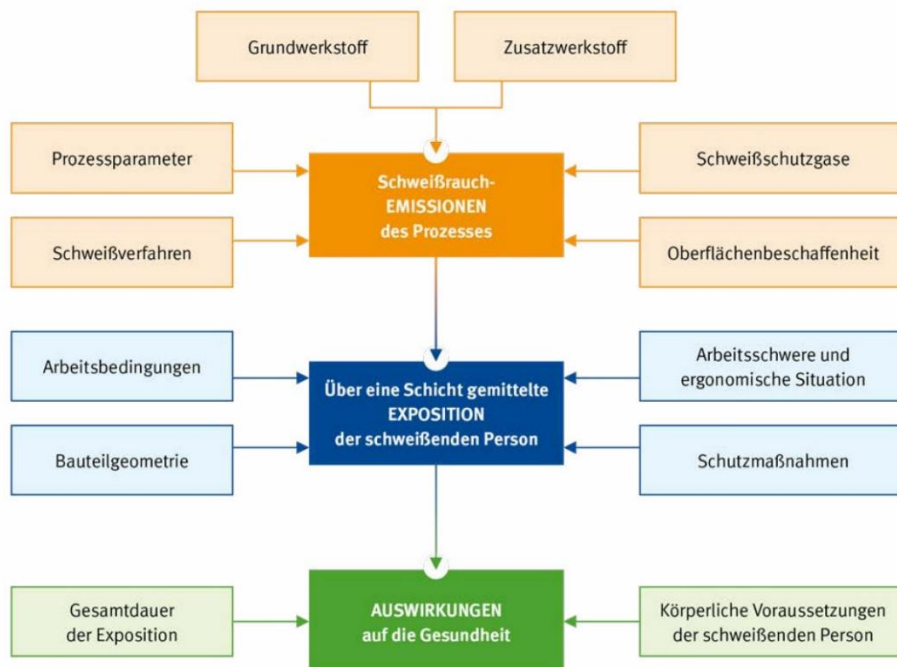 Grundwerkstoff
Zusatzwerkstoff
Prozessparameter
Schweißrauch-
EMISSIONEN
des Prozesses
Schweißschutzgase
Schweißverfahren
Oberflächenbeschaffenheit
Arbeitsbedingungen
Über eine Schicht gemittelte
EXPOSITION
der schweißenden Person
Arbeitsschwere und
ergonomische Situation
Bauteilgeometrie
Schutzmaßnahmen
Gesamtdauer
der Exposition
AUSWIRKUNGEN
auf die Gesundheit
Körperliche Voraussetzungen
der schweißenden Person